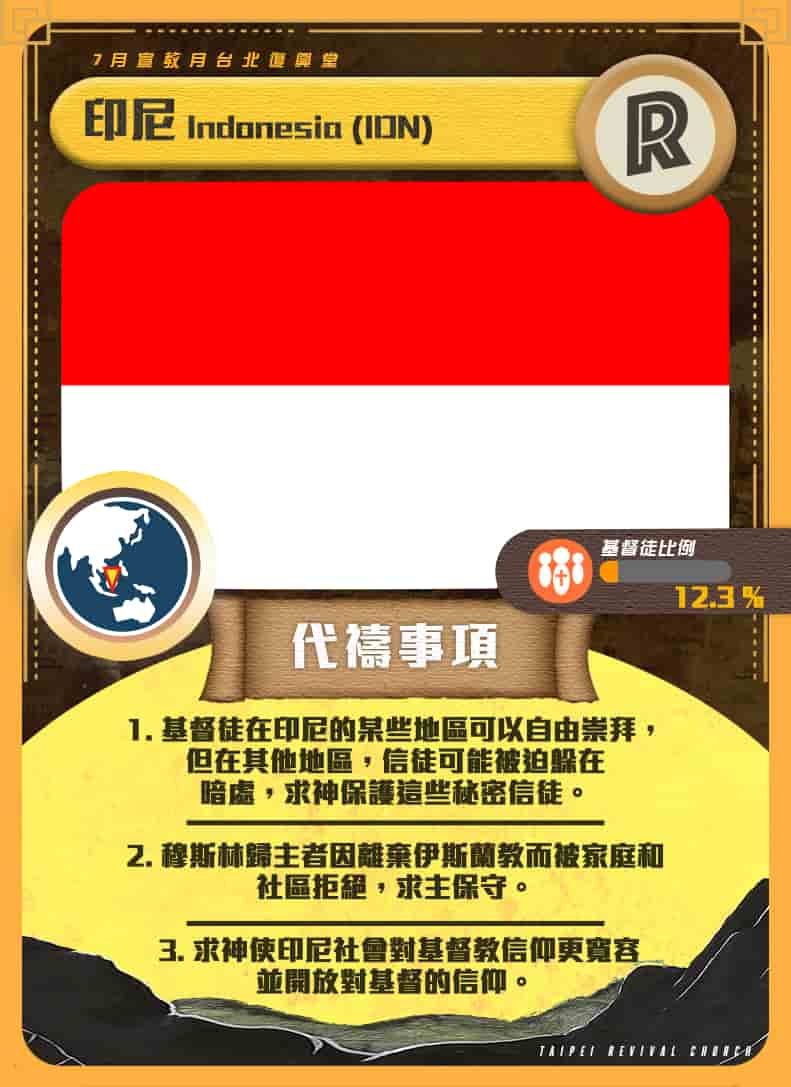 7月宣教月台北復興堂
印尼 Indonesia (IDN)
R
基督徒比例
12.3 %
代禱事項
1. 基督徒在印尼的某些地區可以自由崇拜，
但在其他地區，信徒可能被迫躲在
暗處，求神保護這些秘密信徒。
2. 穆斯林歸主者因離棄伊斯蘭教而被家庭和
社區拒絕，求主保守。
3. 求神使印尼社會對基督教信仰更寬容
並開放對基督的信仰。
TAIPEI REVIVAL CHURCH